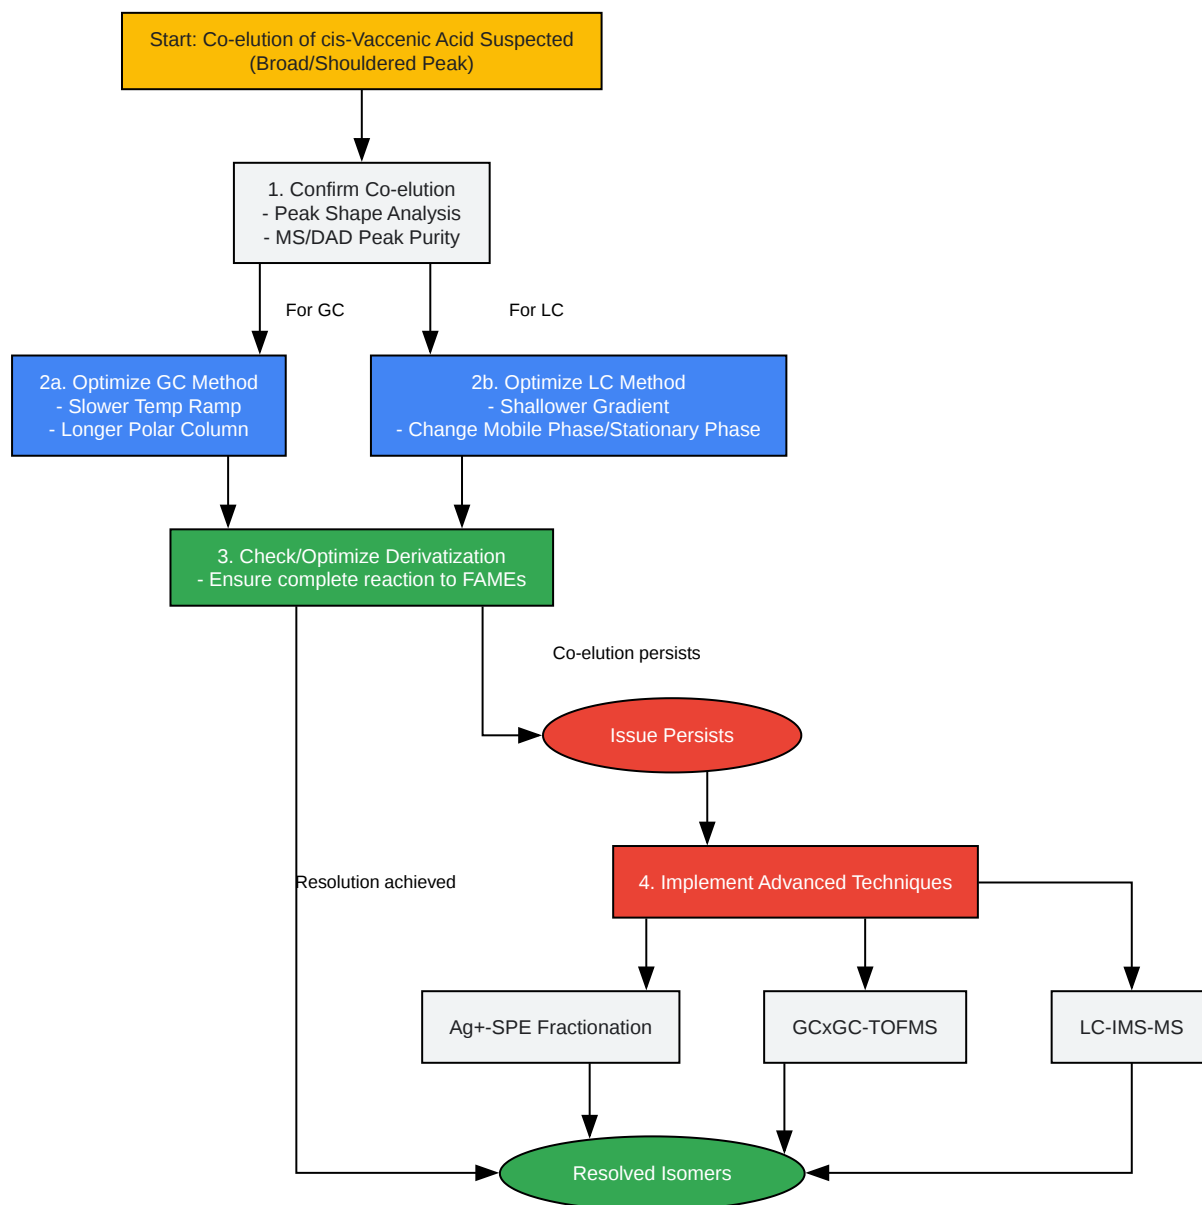 Start: Co-elution of cis-Vaccenic Acid Suspected
(Broad/Shouldered Peak)
1. Confirm Co-elution
- Peak Shape Analysis
- MS/DAD Peak Purity
For GC
For LC
2a. Optimize GC Method
- Slower Temp Ramp
- Longer Polar Column
2b. Optimize LC Method
- Shallower Gradient
- Change Mobile Phase/Stationary Phase
3. Check/Optimize Derivatization
- Ensure complete reaction to FAMEs
Co-elution persists
Issue Persists
Resolution achieved
4. Implement Advanced Techniques
Ag+-SPE Fractionation
GCxGC-TOFMS
LC-IMS-MS
Resolved Isomers